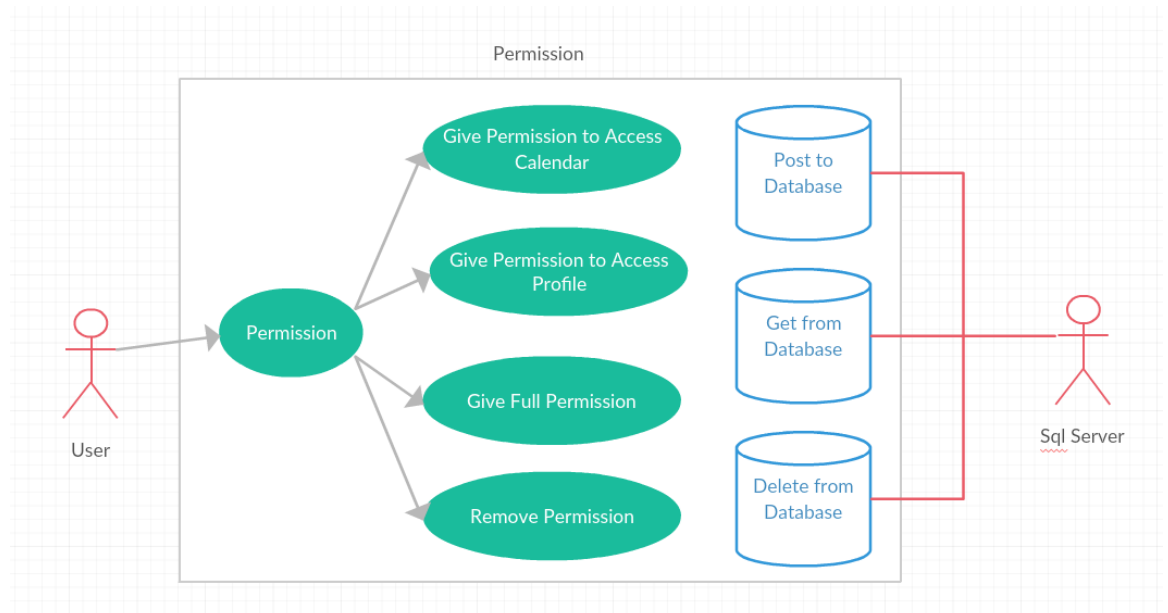 Permission
Give Permission to Access
Calendar
Post to
Database
Give Permission to Access
Profile
Permission
Get from
Database
Give Full Permission
User
Sql Server
Delete from
Database
Remove Permission